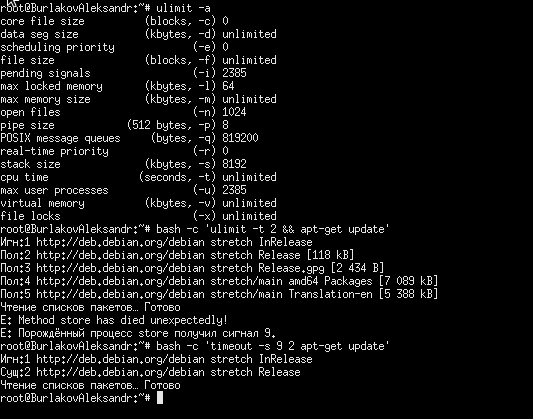 root@BurlakovAleksandr:~# ulimit -a
core file size          (blocks, -c) 0
data seg size           (kbytes, -d) unlimited
scheduling priority             (-e) 0
file size               (blocks, -f) unlimited
pending signals                 (-i) 2385
max locked memory       (kbytes, -l) 64
max memory size         (kbytes, -m) unlimited
open files                      (-n) 1024
pipe size            (512 bytes, -p) 8
POSIX message queues     (bytes, -q) 819200
real-time priority              (-r) 0
stack size              (kbytes, -s) 8192
cpu time               (seconds, -t) unlimited
max user processes              (-u) 2385
virtual memory          (kbytes, -v) unlimited
file locks                      (-x) unlimited
root@BurlakovAleksandr:~# bash -c 'ulimit -t 2 && apt-get update'
Игн:1 http://deb.debian.org/debian stretch InRelease
Пол:2 http://deb.debian.org/debian stretch Release [118 kB]
Пол:3 http://deb.debian.org/debian stretch Release.gpg [2 434 B]
Пол:4 http://deb.debian.org/debian stretch/main amd64 Packages [7 089 kB]
Пол:5 http://deb.debian.org/debian stretch/main Translation-en [5 388 kB]
Чтение списков пакетов… Готово
E: Method store has died unexpectedly!
E: Порождённый процесс store получил сигнал 9.
root@BurlakovAleksandr:~# bash -c 'timeout -s 9 2 apt-get update'
Игн:1 http://deb.debian.org/debian stretch InRelease
Сущ:2 http://deb.debian.org/debian stretch Release
Чтение списков пакетов… Готово
root@BurlakovAleksandr:~#